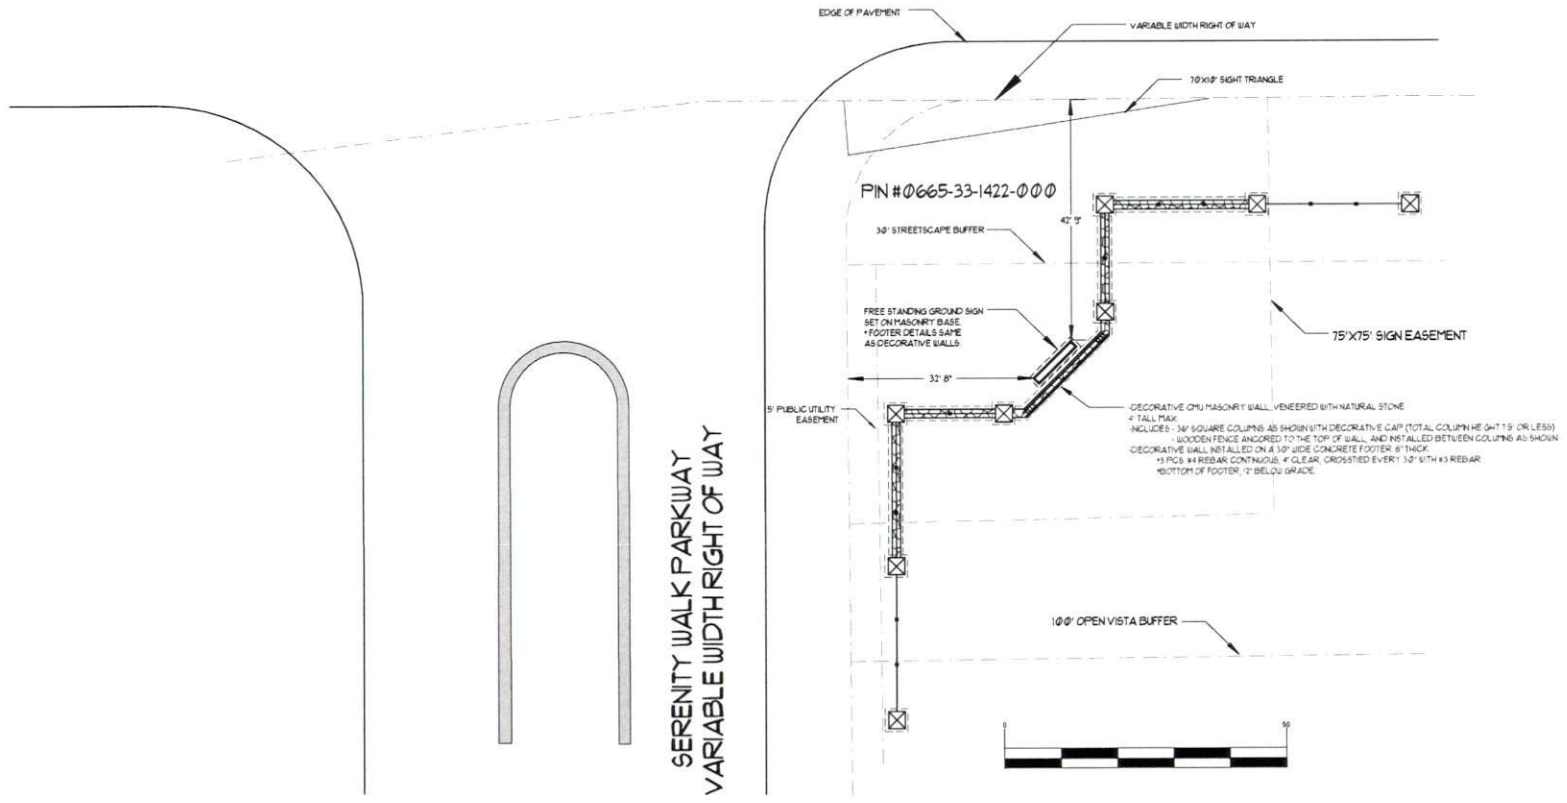 EDGE OF PAVEMENT
VARIABLE WIDTH RIGHT OF WAY
70'X10' SIGHT TRIANGLE
PIN #0665-33-1422-000
42' 9"
30' STREETSCAPE BUFFER
FREE STANDING GROUND SIGN
SET ON MASONRY BASE.
* FOOTER DETAILS SAME
AS DECORATIVE WALLS.
75'X75' SIGN EASEMENT
32' 8"
5' PUBLIC UTILITY
EASEMENT
-DECORATIVE CMU MASONRY WALL, VENEERED WITH NATURAL STONE
4' TALL MAX.
-INCLUDES - 36" SQUARE COLUMNS AS SHOWN WITH DECORATIVE CAP (TOTAL COLUMN HEIGHT 7.5' OR LESS)
- WOODEN FENCE ANCORED TO THE TOP OF WALL, AND INSTALLED BETWEEN COLUMNS AS SHOWN
-DECORATIVE WALL INSTALLED ON A 30" WIDE CONCRETE FOOTER 8" THICK.
*3 PCS #4 REBAR CONTINUOUS, 4" CLEAR, CROSSTIED EVERY 30" WITH #3 REBAR
*BOTTOM OF FOOTER, 12" BELOW GRADE.
SERENITY WALK PARKWAY
VARIABLE WIDTH RIGHT OF WAY
100' OPEN VISTA BUFFER
0 50